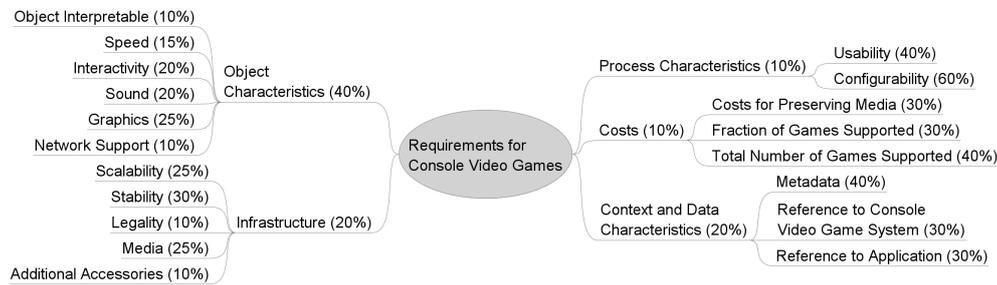 Object Interpretable (10%)
Speed (15%)
Interactivity (20%)
Sound (20%)
Graphics (25%)
Network Support (10%)
Object
Characteristics (40%)
Scalability (25%)
Stability (30%)
Legality (10%)
Media (25%)
Additional Accessories (10%)
Infrastructure (20%)
Requirements for
Console Video Games
Process Characteristics (10%)
Usability (40%)
Configurability (60%)
Costs (10%)
Costs for Preserving Media (30%)
Fraction of Games Supported (30%)
Total Number of Games Supported (40%)
Context and Data
Characteristics (20%)
Metadata (40%)
Reference to Console
Video Game System (30%)
Reference to Application (30%)